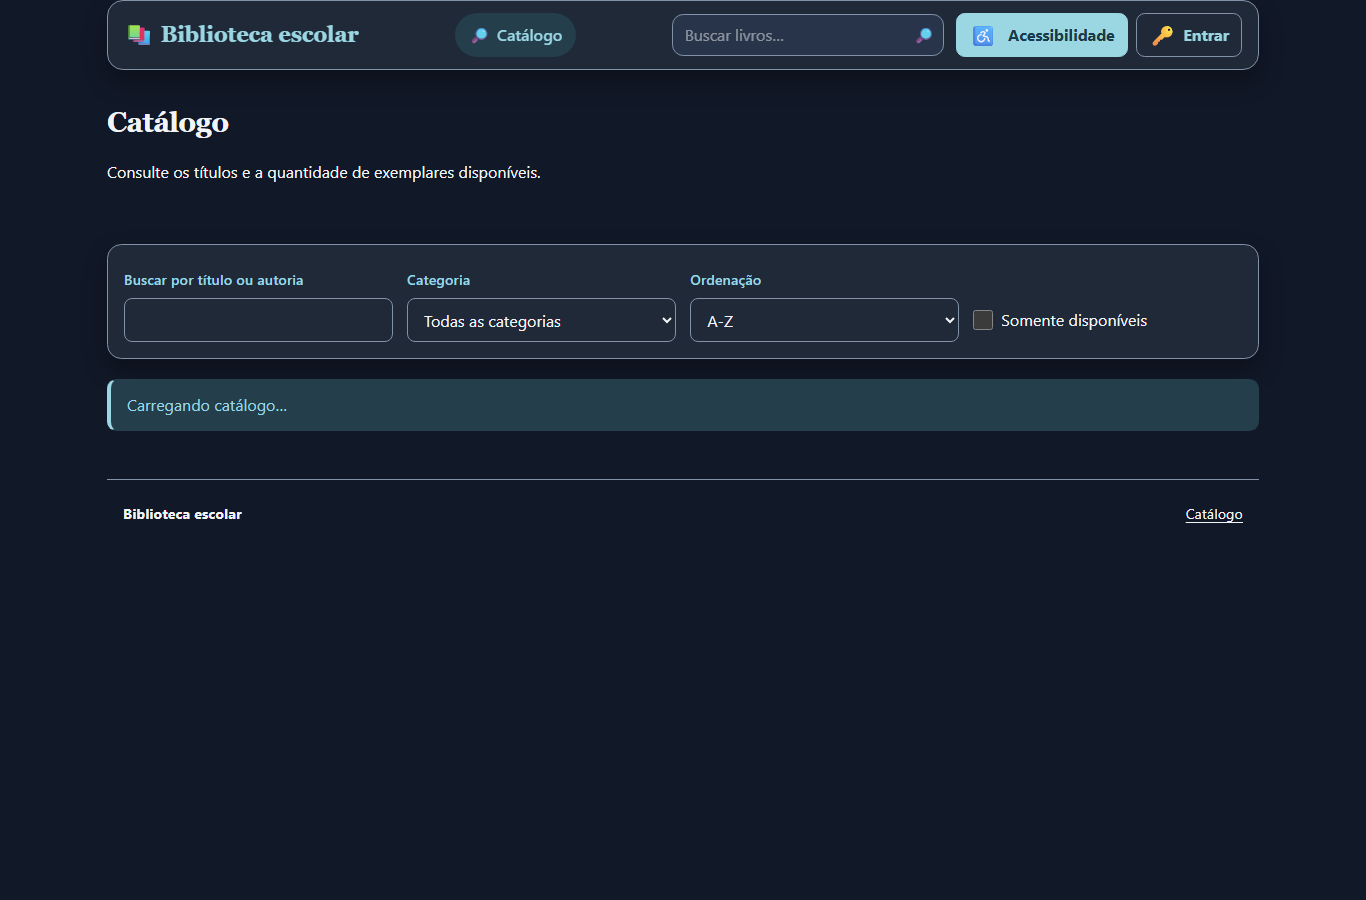 Biblioteca escolar
Catálogo
Buscar livros...
Acessibilidade
Entrar
Catálogo
Consulte os títulos e a quantidade de exemplares disponíveis.
Buscar por título ou autoria
Categoria
Ordenação
Todas as categorias
A-Z
Somente disponíveis
Carregando catálogo...
Biblioteca escolar
Catálogo